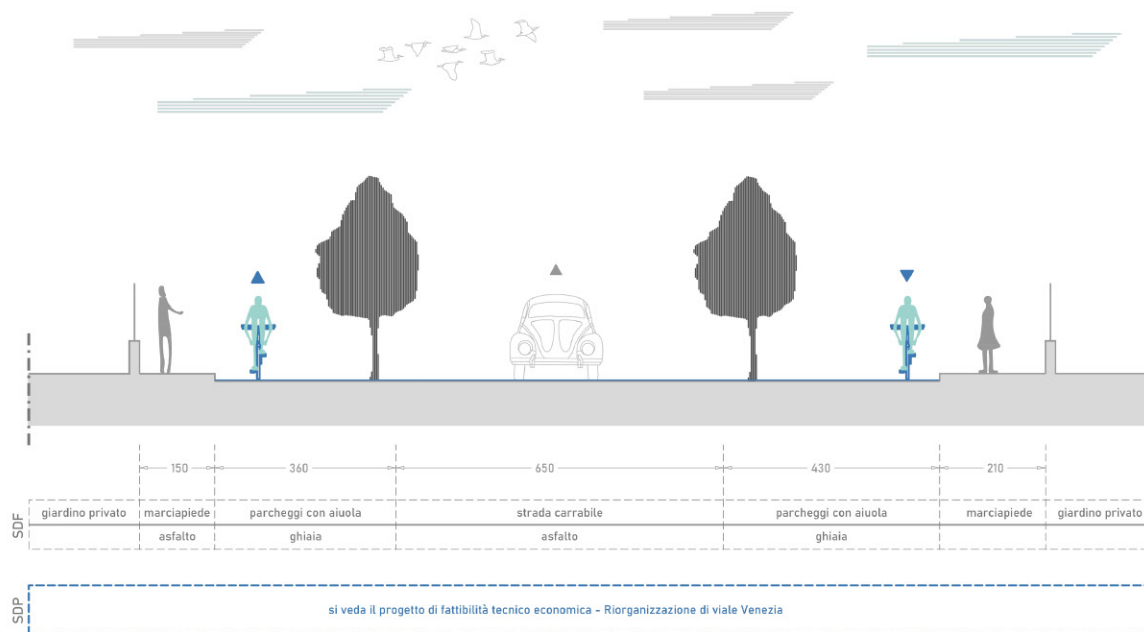 150 360 650 430 210
SDF
giardino privato marciapiede parcheggi con aiuola strada carrabile parcheggi con aiuola marciapiede giardino privato
asfalto ghiaia asfalto ghiaia
SDP
si veda il progetto di fattibilità tecnico economica - Riorganizzazione di viale Venezia